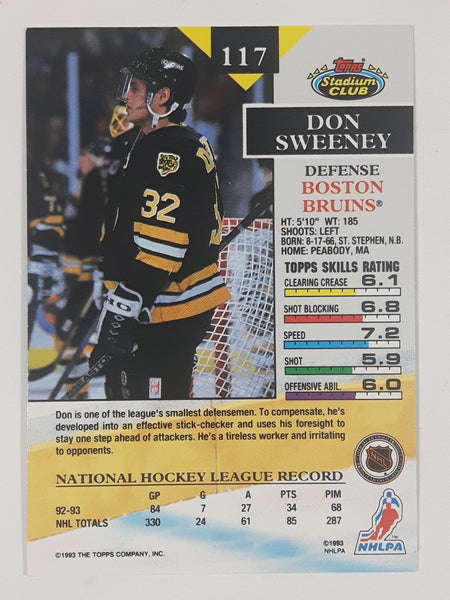 117
Topps
Stadium
CLUB
DON
SWEENEY
DEFENSE
BOSTON
BRUINS®
HT: 5'10" WT: 185
SHOOTS: LEFT
BORN: 8-17-66, ST. STEPHEN, N.B.
HOME: PEABODY, MA
TOPPS SKILLS RATING
CLEARING CREASE 6.1
SHOT BLOCKING 6.8
SPEED 7.2
SHOT 5.9
OFFENSIVE ABIL. 6.0
32
32
Don is one of the league's smallest defensemen. To compensate, he's
developed into an effective stick-checker and uses his foresight to
stay one step ahead of attackers. He's a tireless worker and irritating
to opponents.
NATIONAL HOCKEY LEAGUE RECORD
GP G A PTS PIM
92-93 84 7 27 34 68
NHL TOTALS 330 24 61 85 287
©1993 THE TOPPS COMPANY, INC.
©1993
NHLPA
NHL
NHLPA